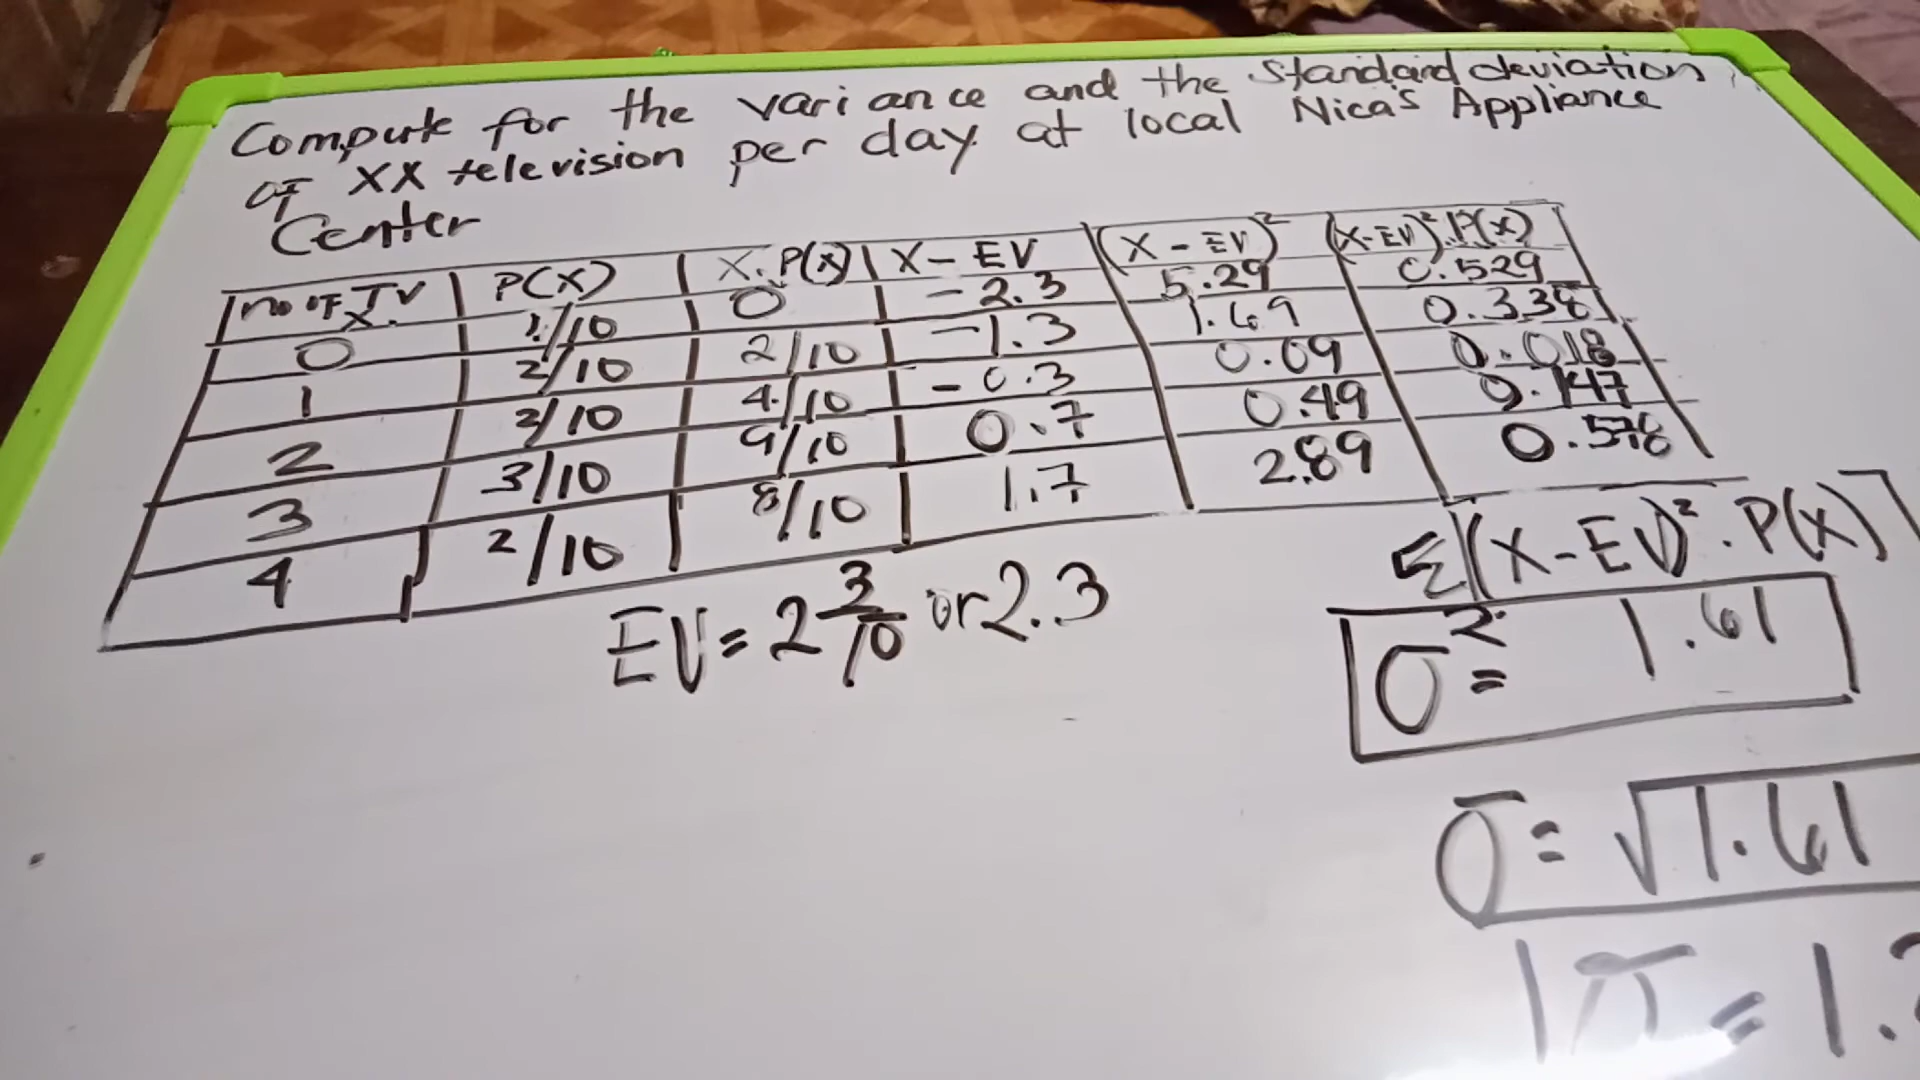 Compute for the variance and the standard deviation
of XX television per day at local Nica's Appliance
Center
no of TV X. P(X) X. P(X) X - EV (X - EV)² (X-EV)².P(X)
0 1/10 0 -2.3 5.29 0.529
1 2/10 2/10 -1.3 1.69 0.338
2 2/10 4/10 -0.3 0.09 0.018
3 3/10 9/10 0.7 0.49 0.147
4 2/10 8/10 1.7 2.89 0.578
EV = 2 3/10 or 2.3
Σ[(X-EV)² . P(X)]
σ² = 1.61
σ = √1.61
σ = 1.